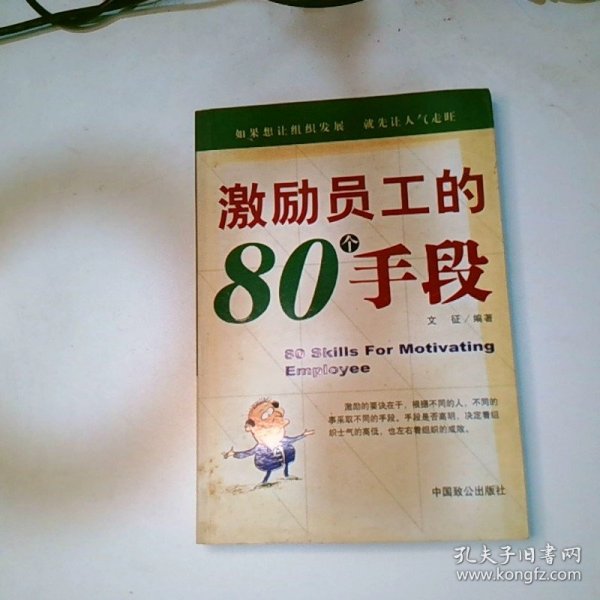 如果想让组织发展 就先让人气走旺
激励员工的
80个手段
文 征/编著
80 Skills For Motivating
Employee
激励的要诀在于，根据不同的人，不同的
事采取不同的手段。手段是否高明，决定着组
织士气的高低，也左右着组织的成败。
中国致公出版社
孔夫子旧书网
www.kongfz.com